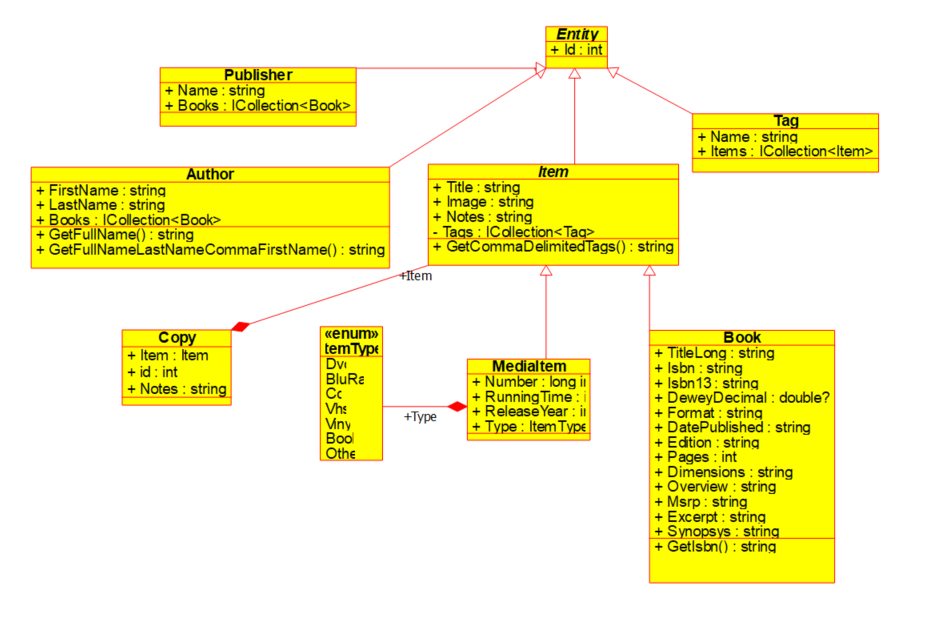 Entity
+ Id : int
Publisher
+ Name : string
+ Books : ICollection<Book>
Tag
+ Name : string
+ Items : ICollection<Item>
Author
+ FirstName : string
+ LastName : string
+ Books : ICollection<Book>
+ GetFullName() : string
+ GetFullNameLastNameCommaFirstName() : string
Item
+ Title : string
+ Image : string
+ Notes : string
- Tags : ICollection<Tag>
+ GetCommaDelimitedTags() : string
+Item
Copy
+ Item : Item
+ id : int
+ Notes : string
«enum»
temType
Dv
BluRa
Cc
Vhs
Viny
Bool
Othe
+Type
MediaItem
+ Number : long i
+ RunningTime : i
+ ReleaseYear : i
+ Type : ItemType
Book
+ TitleLong : string
+ Isbn : string
+ Isbn13 : string
+ DeweyDecimal : double?
+ Format : string
+ DatePublished : string
+ Edition : string
+ Pages : int
+ Dimensions : string
+ Overview : string
+ Msrp : string
+ Excerpt : string
+ Synopsys : string
+ GetIsbn() : string